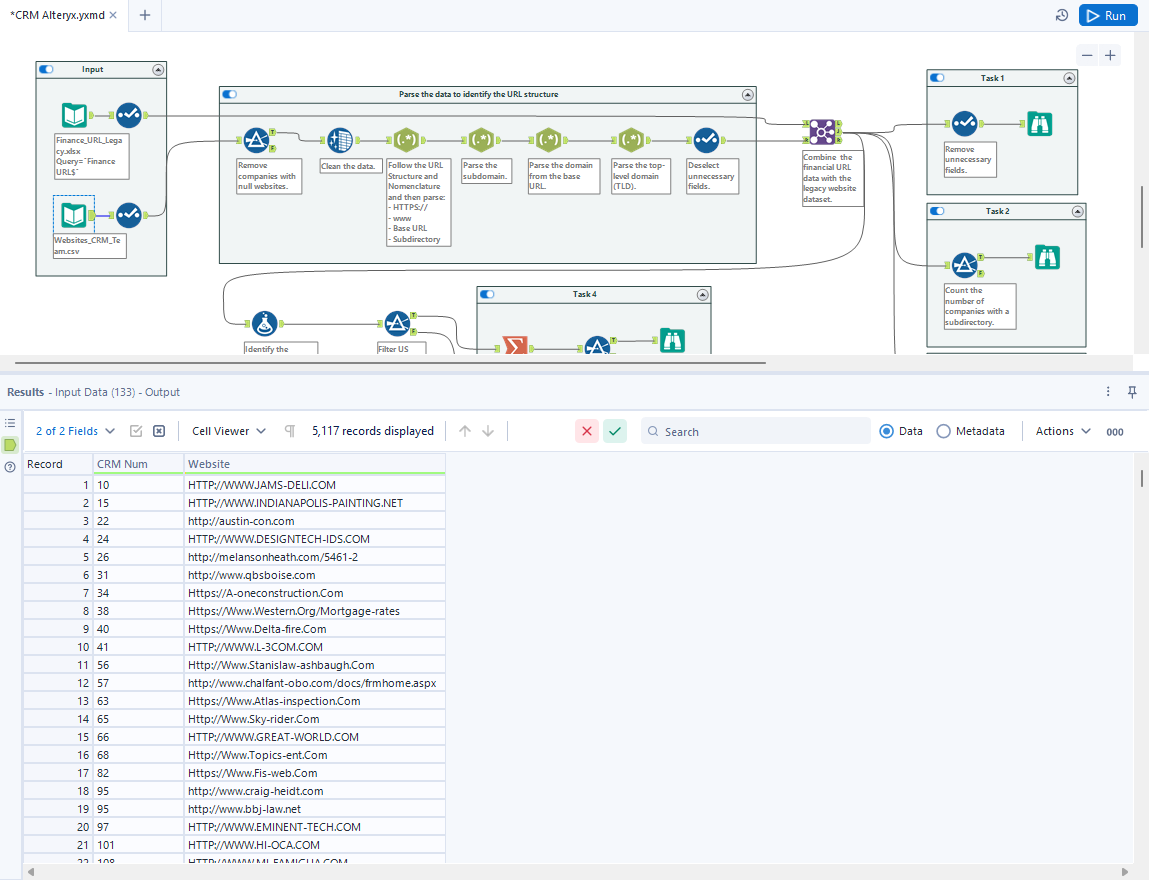 *CRM Alteryx.yxmd
Run
Input
Finance_URL_Lega
cy.xlsx
Query=`Finance
URL$`
Websites_CRM_Te
am.csv
Parse the data to identify the URL structure
Remove
companies with
null websites.
Clean the data.
Follow the URL
Structure and
Nomenclature
and then parse:
- HTTPS://
- www
- Base URL
- Subdirectory
Parse the
subdomain.
Parse the domain
from the base
URL.
Parse the top-
level domain
(TLD).
Deselect
unnecessary
fields.
Combine the
financial URL
data with the
legacy website
dataset.
Task 1
Remove
unnecessary
fields.
Task 2
Count the
number of
companies with a
subdirectory.
Identify the
Filter US
Task 4
Results - Input Data (133) - Output
2 of 2 Fields
Cell Viewer
5,117 records displayed
Search
Data
Metadata
Actions
000
Record CRM Num Website
1 10 HTTP://WWW.JAMS-DELI.COM
2 15 HTTP://WWW.INDIANAPOLIS-PAINTING.NET
3 22 http://austin-con.com
4 24 HTTP://WWW.DESIGNTECH-IDS.COM
5 26 http://melansonheath.com/5461-2
6 31 http://www.qbsboise.com
7 34 Https://A-oneconstruction.Com
8 38 Https://Www.Western.Org/Mortgage-rates
9 40 Https://Www.Delta-fire.Com
10 41 HTTP://WWW.L-3COM.COM
11 56 Http://Www.Stanislaw-ashbaugh.Com
12 57 http://www.chalfant-obo.com/docs/frmhome.aspx
13 63 Https://Www.Atlas-inspection.Com
14 65 Http://Www.Sky-rider.Com
15 66 HTTP://WWW.GREAT-WORLD.COM
16 68 Http://Www.Topics-ent.Com
17 82 Https://Www.Fis-web.Com
18 95 http://www.craig-heidt.com
19 95 http://www.bbj-law.net
20 97 HTTP://WWW.EMINENT-TECH.COM
21 101 HTTP://WWW.HI-OCA.COM
22 108 HTTP://WWW.MI-FAMIGLIA.COM